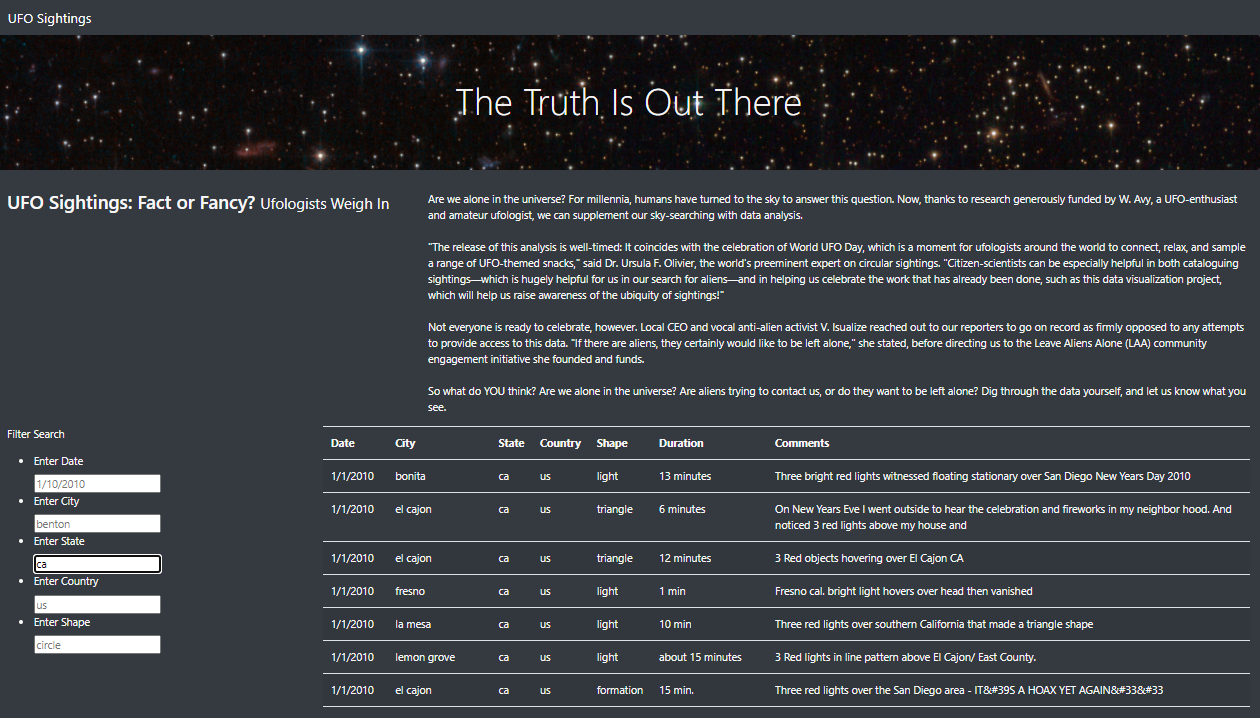 UFO Sightings
The Truth Is Out There
UFO Sightings: Fact or Fancy? Ufologists Weigh In
Are we alone in the universe? For millennia, humans have turned to the sky to answer this question. Now, thanks to research generously funded by W. Avy, a UFO-enthusiast
and amateur ufologist, we can supplement our sky-searching with data analysis.
"The release of this analysis is well-timed: It coincides with the celebration of World UFO Day, which is a moment for ufologists around the world to connect, relax, and sample
a range of UFO-themed snacks," said Dr. Ursula F. Olivier, the world's preeminent expert on circular sightings. "Citizen-scientists can be especially helpful in both cataloguing
sightings—which is hugely helpful for us in our search for aliens—and in helping us celebrate the work that has already been done, such as this data visualization project,
which will help us raise awareness of the ubiquity of sightings!"
Not everyone is ready to celebrate, however. Local CEO and vocal anti-alien activist V. Isualize reached out to our reporters to go on record as firmly opposed to any attempts
to provide access to this data. "If there are aliens, they certainly would like to be left alone," she stated, before directing us to the Leave Aliens Alone (LAA) community
engagement initiative she founded and funds.
So what do YOU think? Are we alone in the universe? Are aliens trying to contact us, or do they want to be left alone? Dig through the data yourself, and let us know what you
see.
Filter Search
Enter Date
1/10/2010
Enter City
benton
Enter State
ca
Enter Country
us
Enter Shape
circle
Date City State Country Shape Duration Comments
1/1/2010 bonita ca us light 13 minutes Three bright red lights witnessed floating stationary over San Diego New Years Day 2010
1/1/2010 el cajon ca us triangle 6 minutes On New Years Eve I went outside to hear the celebration and fireworks in my neighbor hood. And
noticed 3 red lights above my house and
1/1/2010 el cajon ca us triangle 12 minutes 3 Red objects hovering over El Cajon CA
1/1/2010 fresno ca us light 1 min Fresno cal. bright light hovers over head then vanished
1/1/2010 la mesa ca us light 10 min Three red lights over southern California that made a triangle shape
1/1/2010 lemon grove ca us light about 15 minutes 3 Red lights in line pattern above El Cajon/ East County.
1/1/2010 el cajon ca us formation 15 min. Three red lights over the San Diego area - IT&#39S A HOAX YET AGAIN&#33&#33